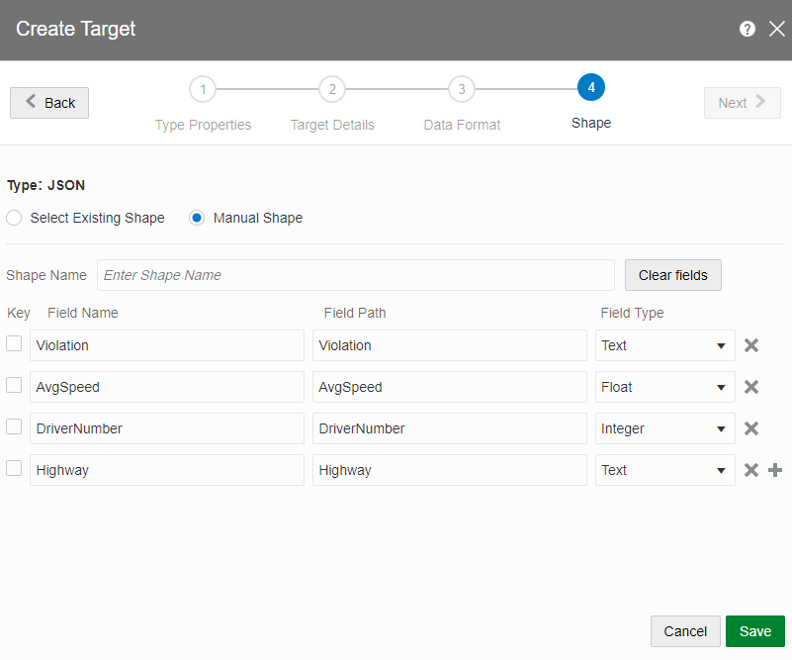 Create Target
?
Back
1
2
3
4
Next
Type Properties
Target Details
Data Format
Shape
Type: JSON
Select Existing Shape
Manual Shape
Shape Name
Enter Shape Name
Clear fields
Key Field Name Field Path Field Type
Violation Violation Text
AvgSpeed AvgSpeed Float
DriverNumber DriverNumber Integer
Highway Highway Text
Cancel Save